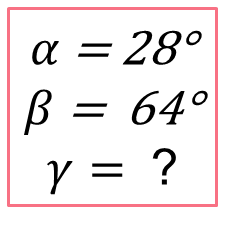 α = 28°
β = 64°
γ = ?